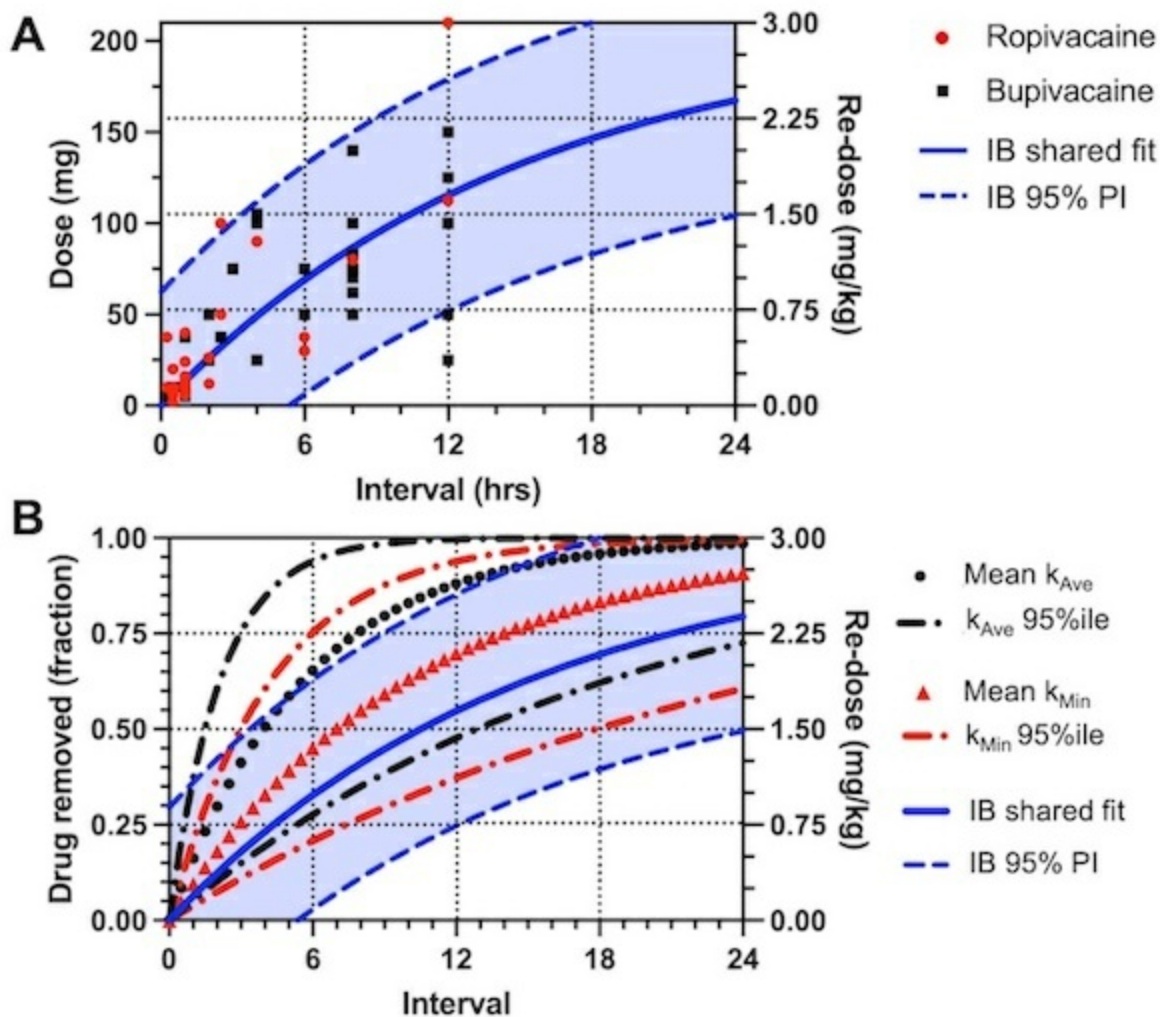 A
Dose (mg)
200
150
100
50
0
0 6 12 18 24
Interval (hrs)
3.00
2.25
1.50
0.75
0.00
Re-dose (mg/kg)
Ropivacaine
Bupivacaine
IB shared fit
IB 95% PI
B
Drug removed (fraction)
1.00
0.75
0.50
0.25
0.00
0 6 12 18 24
Interval
3.00
2.25
1.50
0.75
0.00
Re-dose (mg/kg)
Mean kAve
kAve 95%ile
Mean kMin
kMin 95%ile
IB shared fit
IB 95% PI